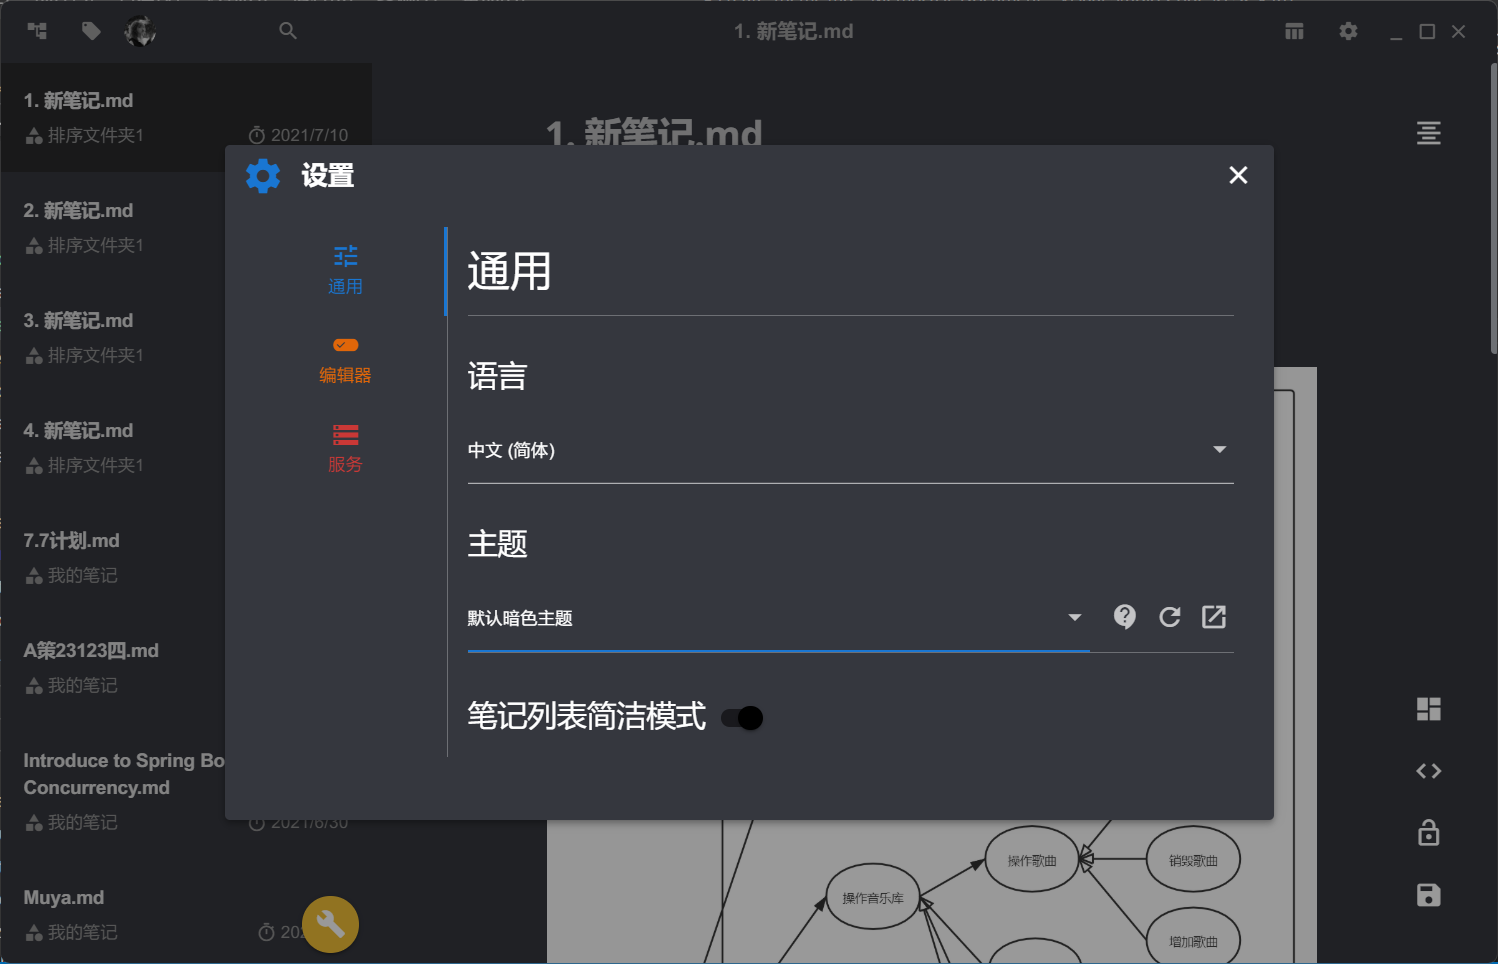 1. 新笔记.md
1. 新笔记.md
排序文件夹1
2021/7/10
2. 新笔记.md
排序文件夹1
3. 新笔记.md
排序文件夹1
4. 新笔记.md
排序文件夹1
7.7计划.md
我的笔记
A策23123四.md
我的笔记
Introduce to Spring Bo
Concurrency.md
我的笔记
2021/6/30
Muya.md
我的笔记
202
1. 新笔记.md
设置
通用
编辑器
服务
通用
语言
中文 (简体)
主题
默认暗色主题
笔记列表简洁模式
操作歌曲
销毁歌曲
操作音乐库
增加歌曲